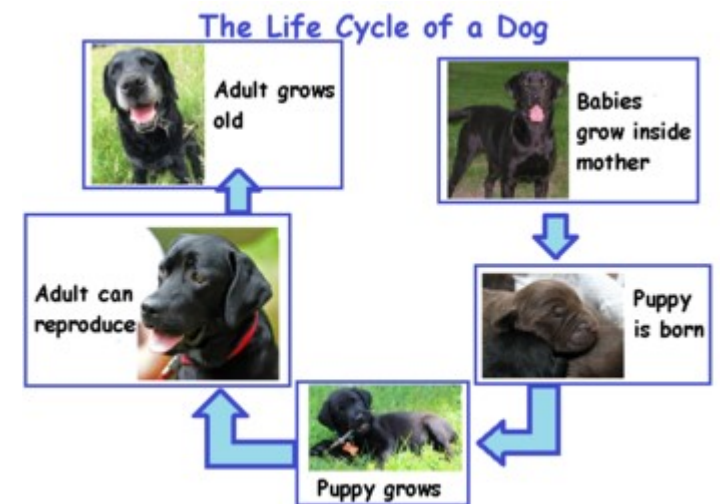 The Life Cycle of a Dog
Adult grows
old
Babies
grow inside
mother
Puppy
is born
Puppy grows
Adult can
reproduce